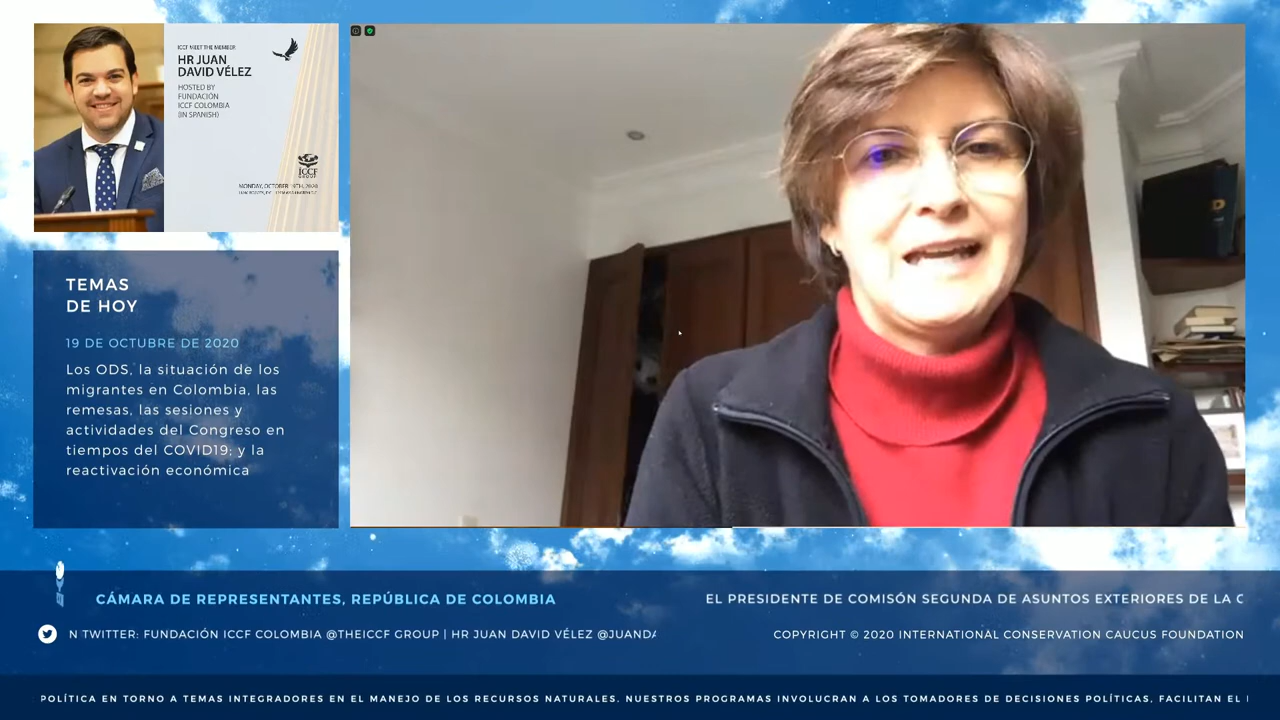 ICCF MEET THE MEMBER
HR JUAN
DAVID VÉLEZ
HOSTED BY
FUNDACIÓN
ICCF COLOMBIA
(IN SPANISH)
ICCF
GROUP
MONDAY, OCTOBER 19TH, 2020
TEMAS
DE HOY
19 DE OCTUBRE DE 2020
Los ODS, la situación de los
migrantes en Colombia, las
remesas, las sesiones y
actividades del Congreso en
tiempos del COVID19; y la
reactivación económica
CÁMARA DE REPRESENTANTES, REPÚBLICA DE COLOMBIA
EL PRESIDENTE DE COMISÓN SEGUNDA DE ASUNTOS EXTERIORES DE LA C
N TWITTER: FUNDACIÓN ICCF COLOMBIA @THEICCF GROUP | HR JUAN DAVID VÉLEZ @JUANDA
COPYRIGHT © 2020 INTERNATIONAL CONSERVATION CAUCUS FOUNDATION
POLÍTICA EN TORNO A TEMAS INTEGRADORES EN EL MANEJO DE LOS RECURSOS NATURALES. NUESTROS PROGRAMAS INVOLUCRAN A LOS TOMADORES DE DECISIONES POLÍTICAS, FACILITAN EL